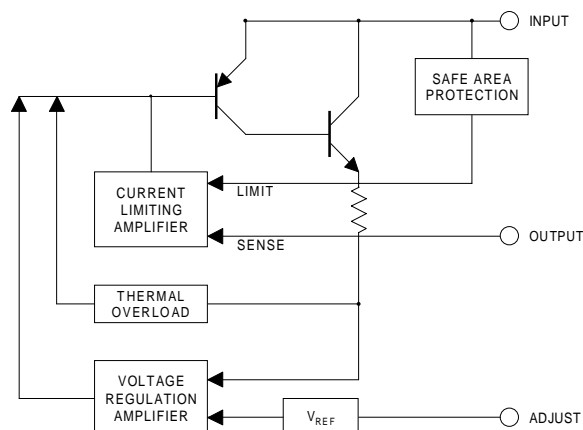 INPUT
SAFE AREA
PROTECTION
CURRENT
LIMITING
AMPLIFIER
LIMIT
SENSE
OUTPUT
THERMAL
OVERLOAD
VOLTAGE
REGULATION
AMPLIFIER
VREF
ADJUST